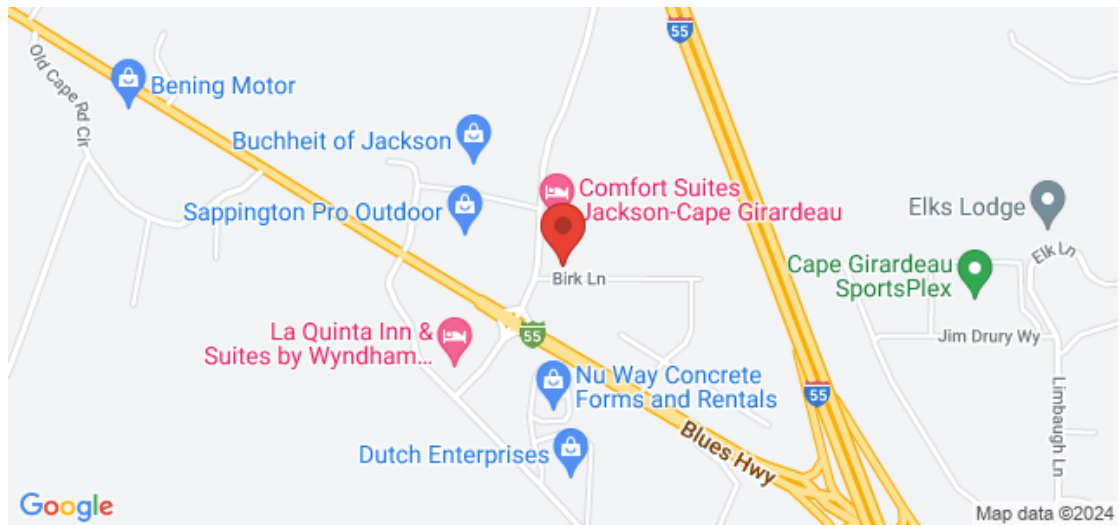 55
Old Cape Rd Cir
Bening Motor
Buchheit of Jackson
Comfort Suites
Jackson-Cape Girardeau
Sappington Pro Outdoor
Elks Lodge
Elk Ln
Cape Girardeau
SportsPlex
Birk Ln
La Quinta Inn &
Suites by Wyndham...
55
Jim Drury Wy
Nu Way Concrete
Forms and Rentals
55
Limbaugh Ln
Blues Hwy
Dutch Enterprises
Google
Map data ©2024